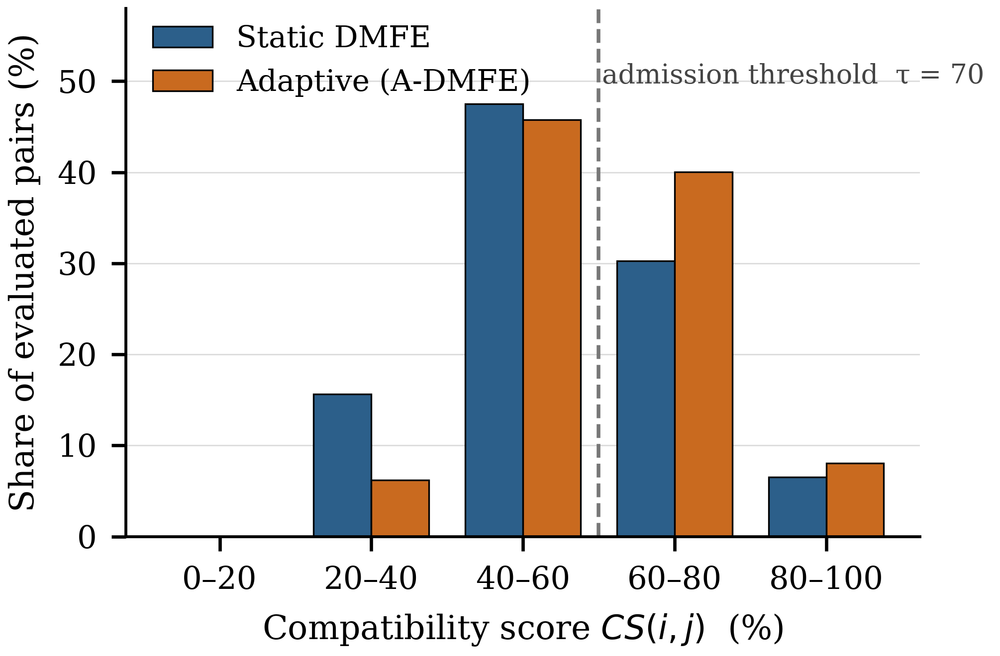 Static DMFE
Adaptive (A-DMFE)
admission threshold τ = 70
Share of evaluated pairs (%)
50
40
30
20
10
0
0–20 20–40 40–60 60–80 80–100
Compatibility score CS(i, j) (%)